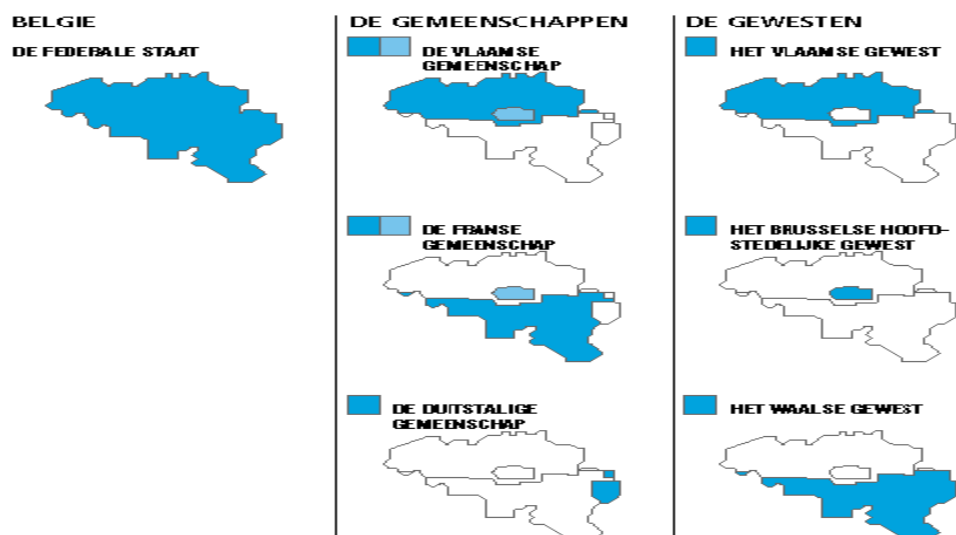 BELGIE
DE FEDERALE STAAT
DE GEMEENSCHAPPEN
DE VLAAMSE
GEMEENSCHAP
DE FRANSE
GEMEENSCHAP
DE DUITSTALIGE
GEMEENSCHAP
DE GEWESTEN
HET VLAAMSE GEWEST
HET BRUSSELSE HOOFD-
STEDELIJKE GEWEST
HET WAALSE GEWEST